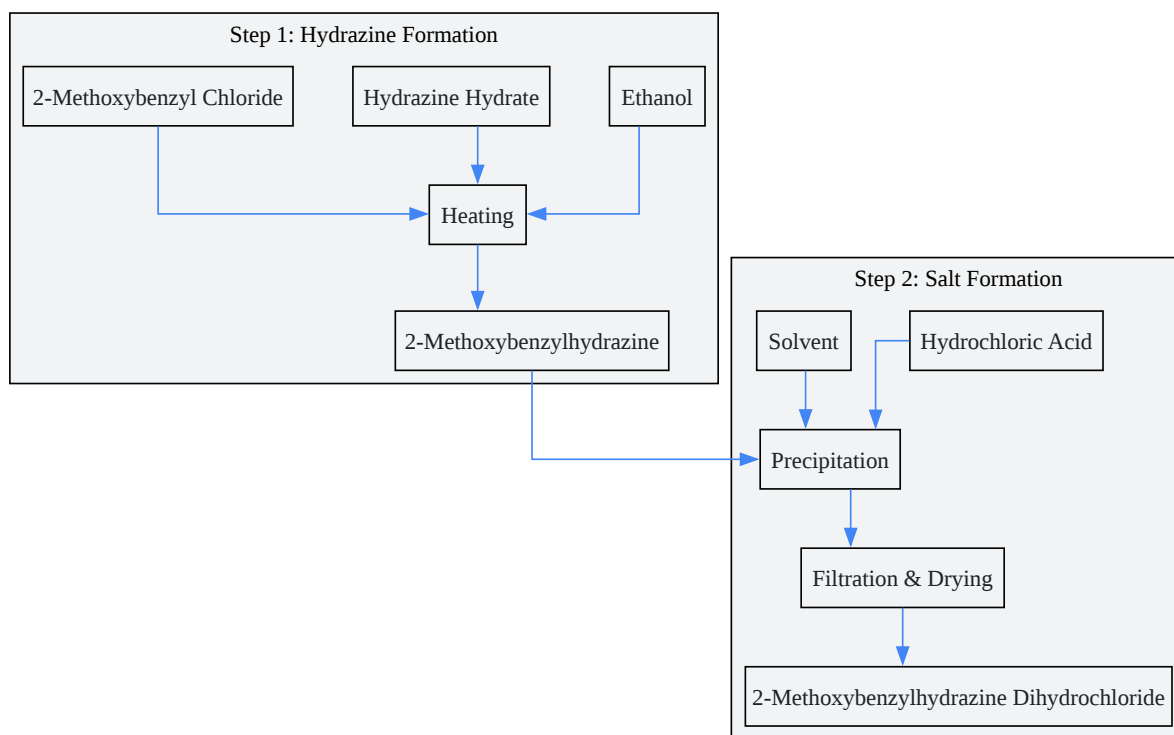 Step 1: Hydrazine Formation
2-Methoxybenzyl Chloride
Hydrazine Hydrate
Ethanol
Heating
2-Methoxybenzylhydrazine
Step 2: Salt Formation
Solvent
Hydrochloric Acid
Precipitation
Filtration & Drying
2-Methoxybenzylhydrazine Dihydrochloride